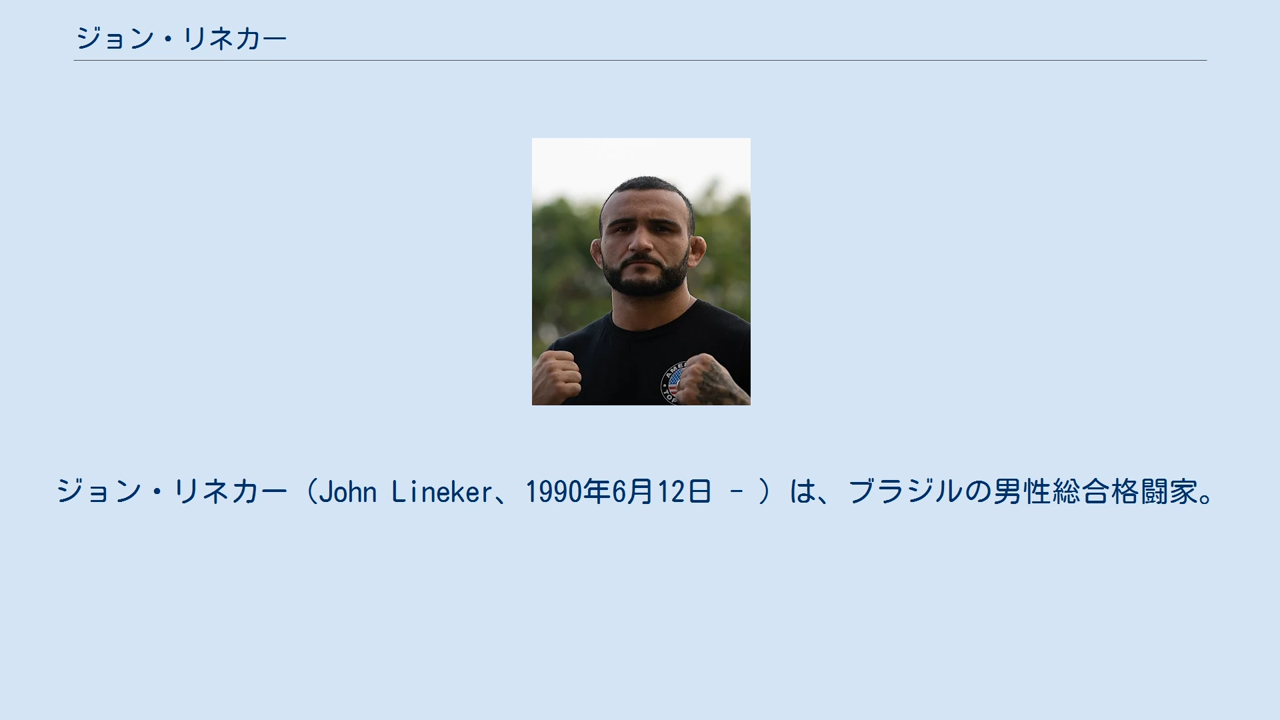 ジョン・リネカー
AMER
TOP
ジョン・リネカー（John Lineker、1990年6月12日 - ）は、ブラジルの男性総合格闘家。